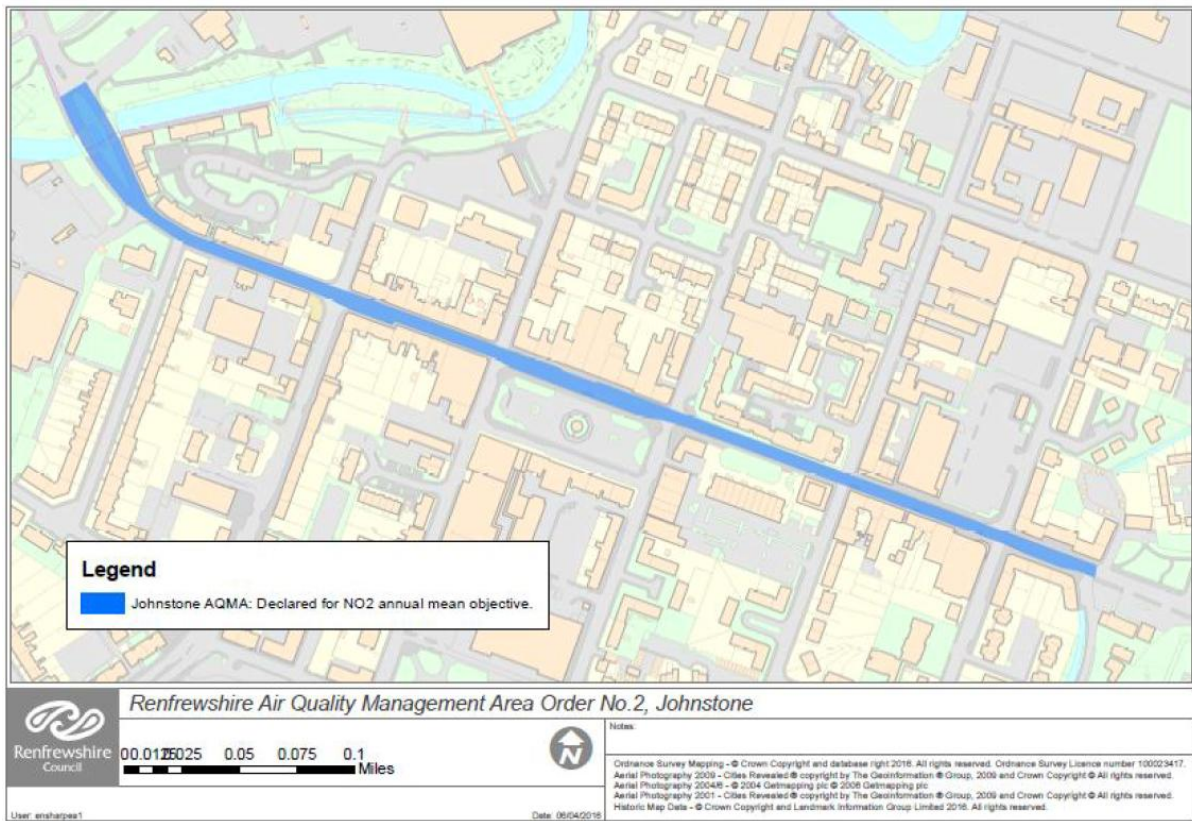 Legend
Johnstone AQMA: Declared for NO2 annual mean objective.
Renfrewshire Air Quality Management Area Order No.2, Johnstone
Renfrewshire
Council
0.05 0.075 0.1
Miles
N
Notes:
Ordnance Survey Mapping - © Crown Copyright and database right 2016. All rights reserved. Ordnance Survey Licence number 100023417.
Aerial Photography 2009 - Cities Revealed ® copyright by The GeoInformation ® Group, 2009 and Crown Copyright © All rights reserved.
Aerial Photography 2004/6 - © 2004 Getmapping plc © 2006 Getmapping plc
Aerial Photography 2001 - Cities Revealed ® copyright by The GeoInformation ® Group, 2009 and Crown Copyright © All rights reserved.
Historic Map Data - © Crown Copyright and Landmark Information Group Limited 2016. All rights reserved.
User: ensharpea1
Date: 06/04/2016